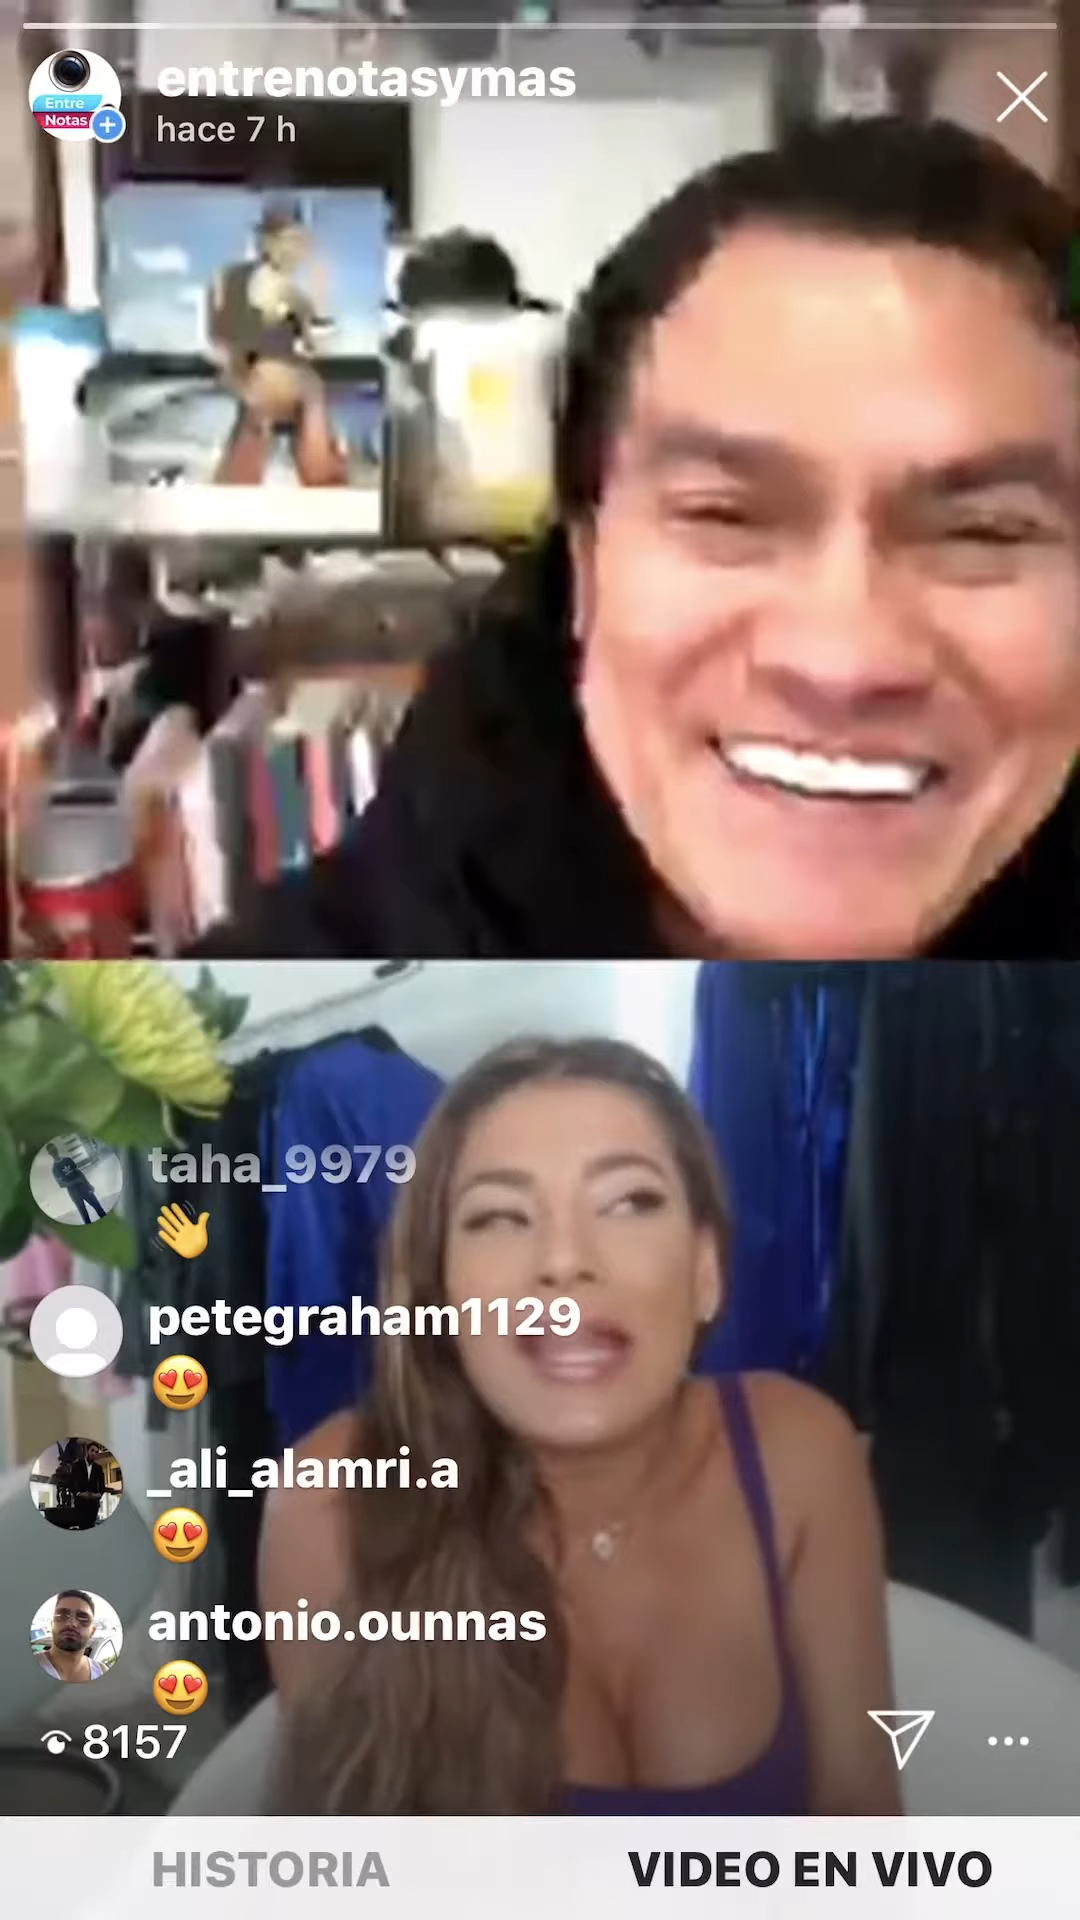 entrenotasymas
hace 7 h
Entre
Notas
taha_9979
👋
petegraham1129
😍
_ali_alamri.a
😍
antonio.ounnas
😍
8157
HISTORIA
VIDEO EN VIVO